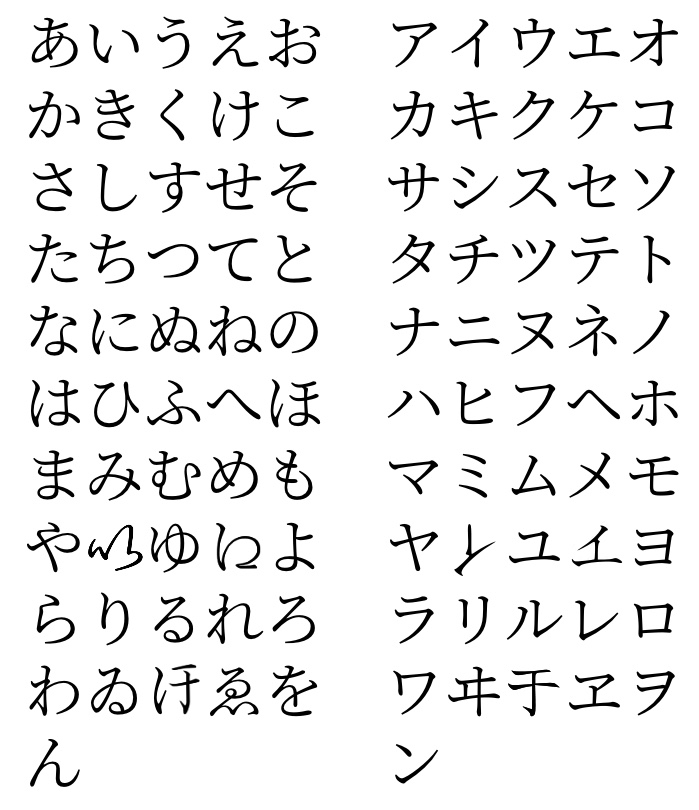 あいうえお アイウエオ
かきくけこ カキクケコ
さしすせそ サシスセソ
たちつてと タチツテト
なにぬねの ナニヌネノ
はひふへほ ハヒフヘホ
まみむめも マミムメモ
や𛀆ゆ𛀁よ ヤ𛄠ユ𛄡ヨ
らりるれろ ラリルレロ
わゐ𛄟ゑを ワヰ𛄢ヱヲ
ん ン